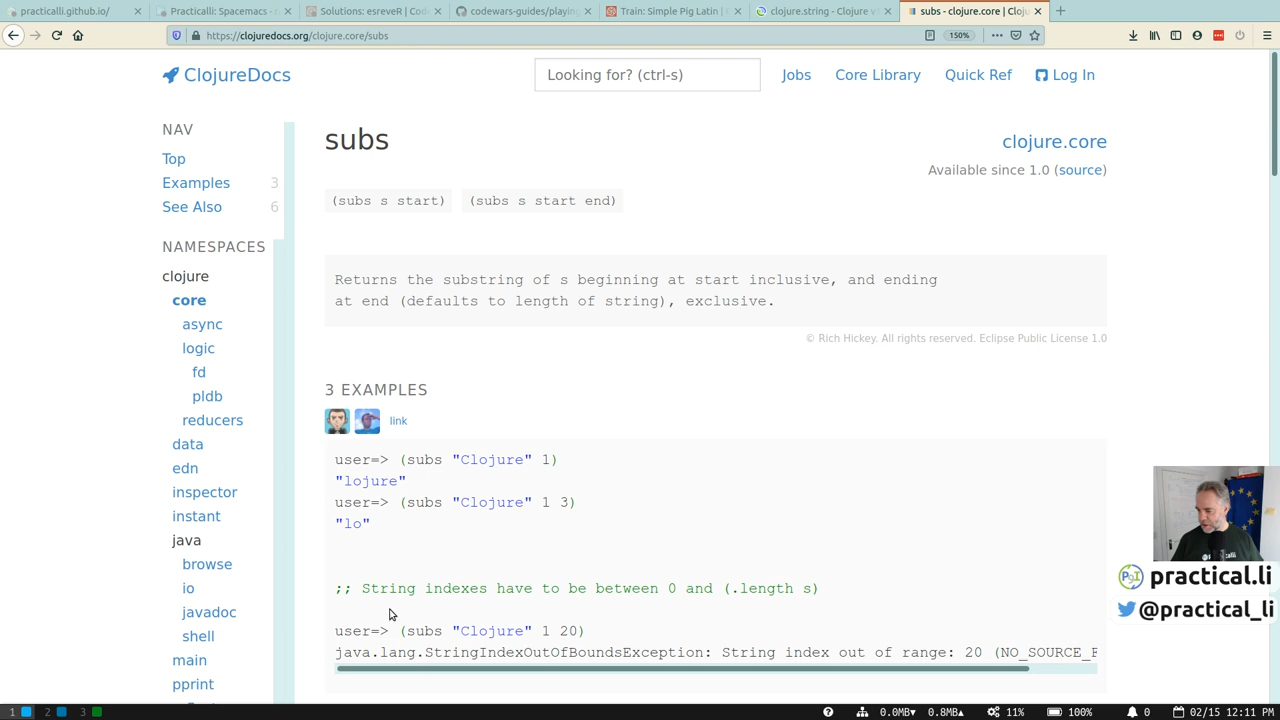 practicalli.github.io/
Practicalli: Spacemacs
Solutions: esreveR | Cod
codewars-guides/playing
Train: Simple Pig Latin |
clojure.string - Clojure v
subs - clojure.core | Cloj
https://clojuredocs.org/clojure.core/subs
150%
ClojureDocs
Looking for? (ctrl-s)
Jobs
Core Library
Quick Ref
Log In
NAV
Top
Examples 3
See Also 6
NAMESPACES
clojure
core
async
logic
fd
pldb
reducers
data
edn
inspector
instant
java
browse
io
javadoc
shell
main
pprint
subs
clojure.core
Available since 1.0 (source)
(subs s start) (subs s start end)
Returns the substring of s beginning at start inclusive, and ending
at end (defaults to length of string), exclusive.
© Rich Hickey. All rights reserved. Eclipse Public License 1.0
3 EXAMPLES
link
user=> (subs "Clojure" 1)
"lojure"
user=> (subs "Clojure" 1 3)
"lo"
;; String indexes have to be between 0 and (.length s)
user=> (subs "Clojure" 1 20)
java.lang.StringIndexOutOfBoundsException: String index out of range: 20 (NO_SOURCE_F
practical.li
@practical_li
1 2 3
0.0MB▾ 0.8MB▴ 11% 100% 0 02/15 12:11 PM